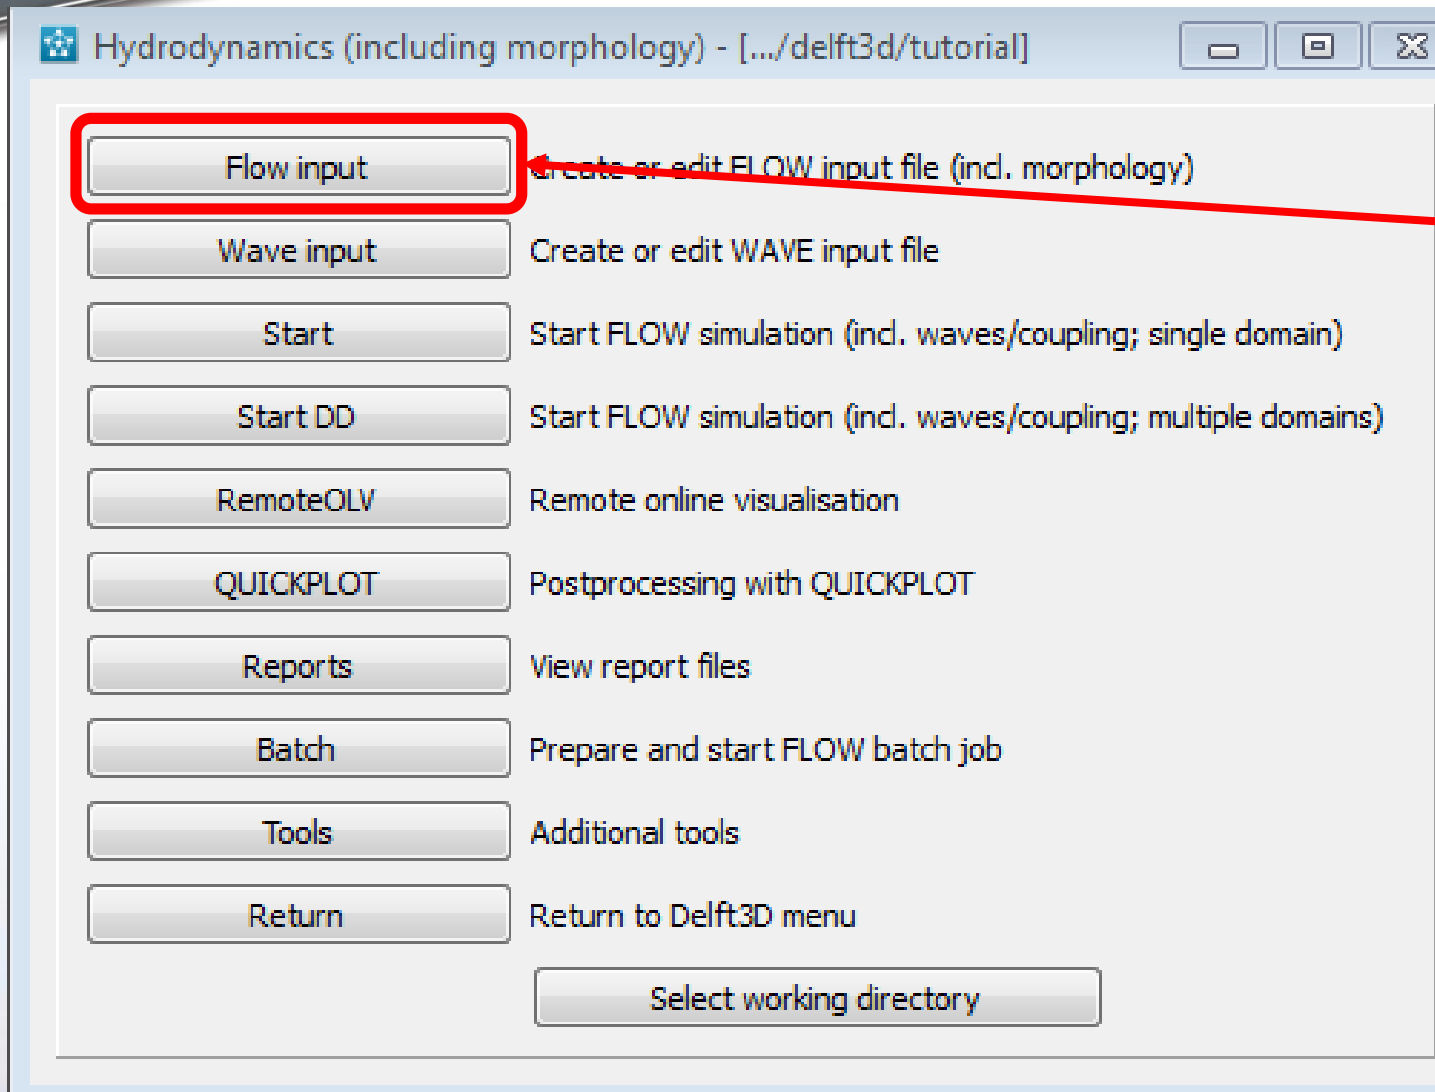 Hydrodynamics (including morphology) - [.../delft3d/tutorial]
Flow input Create or edit FLOW input file (incl. morphology)
Wave input Create or edit WAVE input file
Start Start FLOW simulation (incl. waves/coupling; single domain)
Start DD Start FLOW simulation (incl. waves/coupling; multiple domains)
RemoteOLV Remote online visualisation
QUICKPLOT Postprocessing with QUICKPLOT
Reports View report files
Batch Prepare and start FLOW batch job
Tools Additional tools
Return Return to Delft3D menu
Select working directory